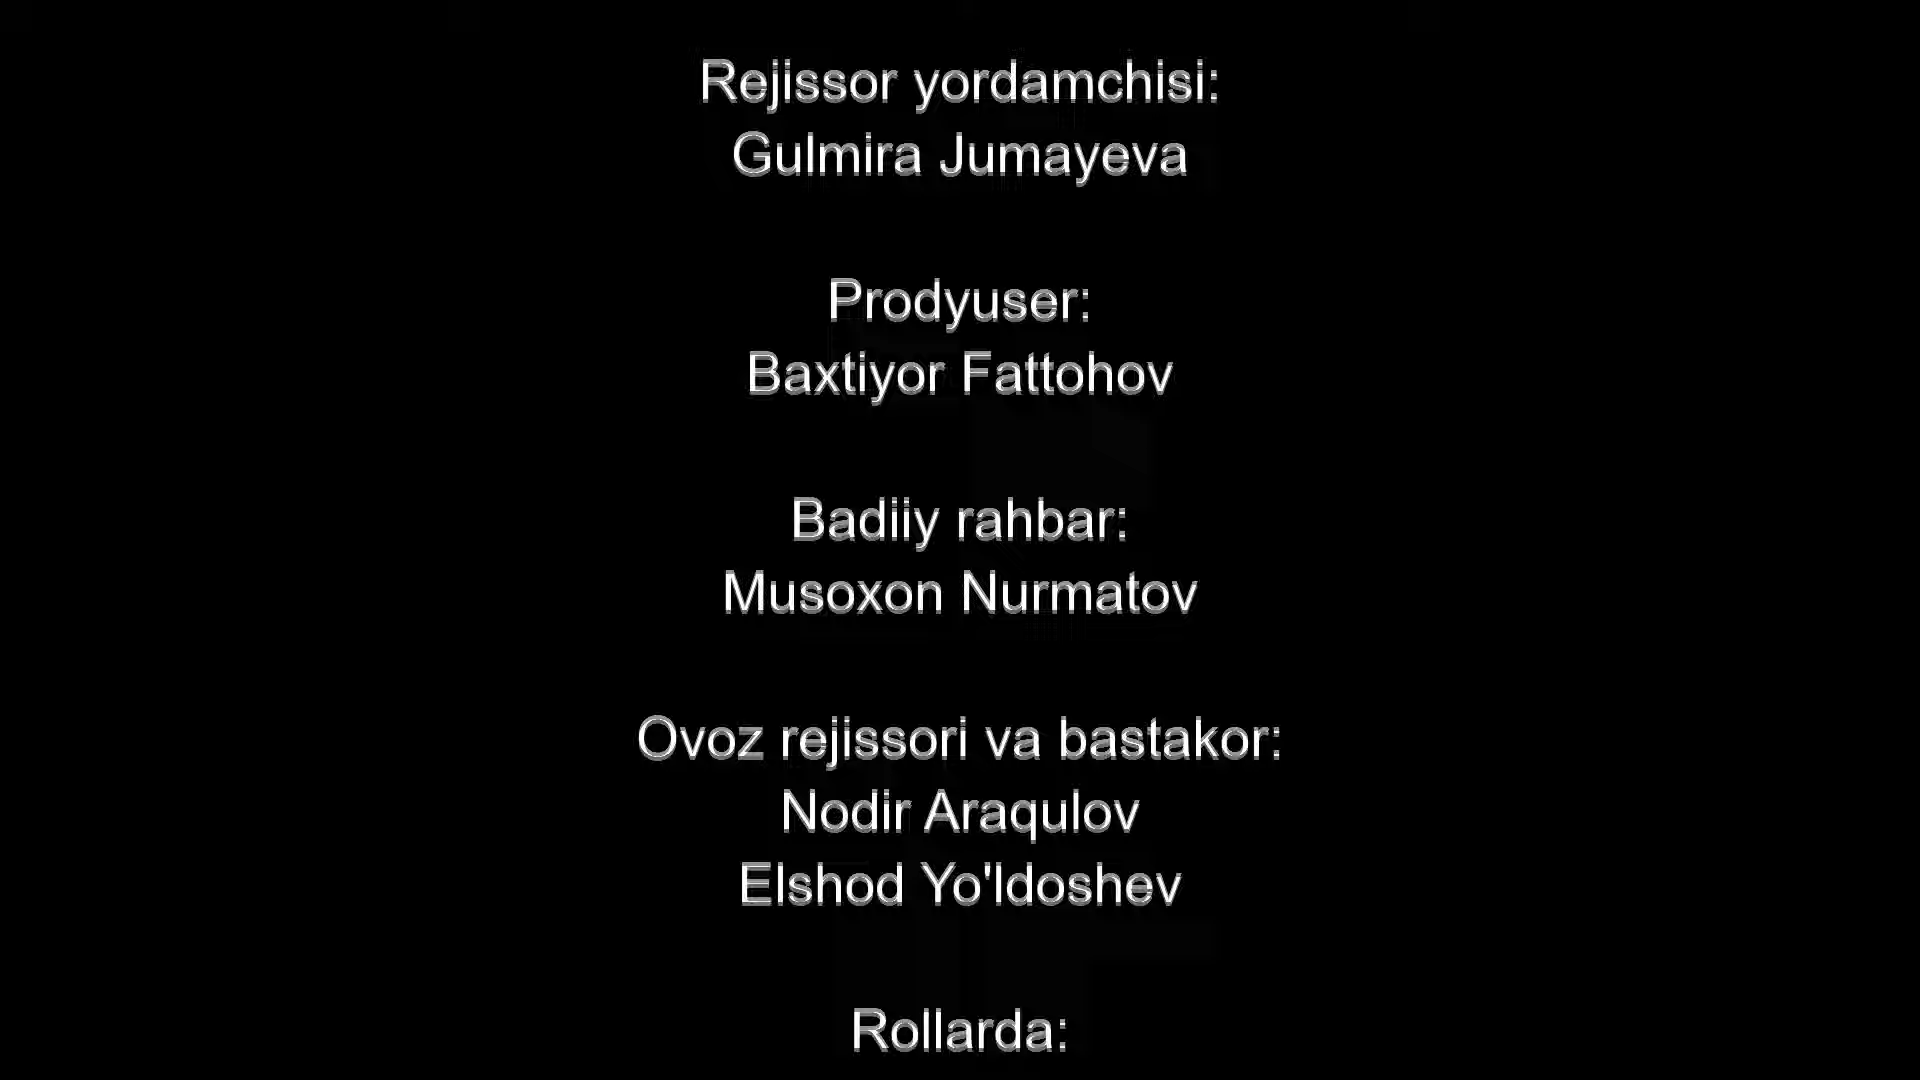 Rejissor yordamchisi:
Gulmira Jumayeva
Prodyuser:
Baxtiyor Fattohov
Badiiy rahbar:
Musoxon Nurmatov
Ovoz rejissori va bastakor:
Nodir Araqulov
Elshod Yo'ldoshev
Rollarda: